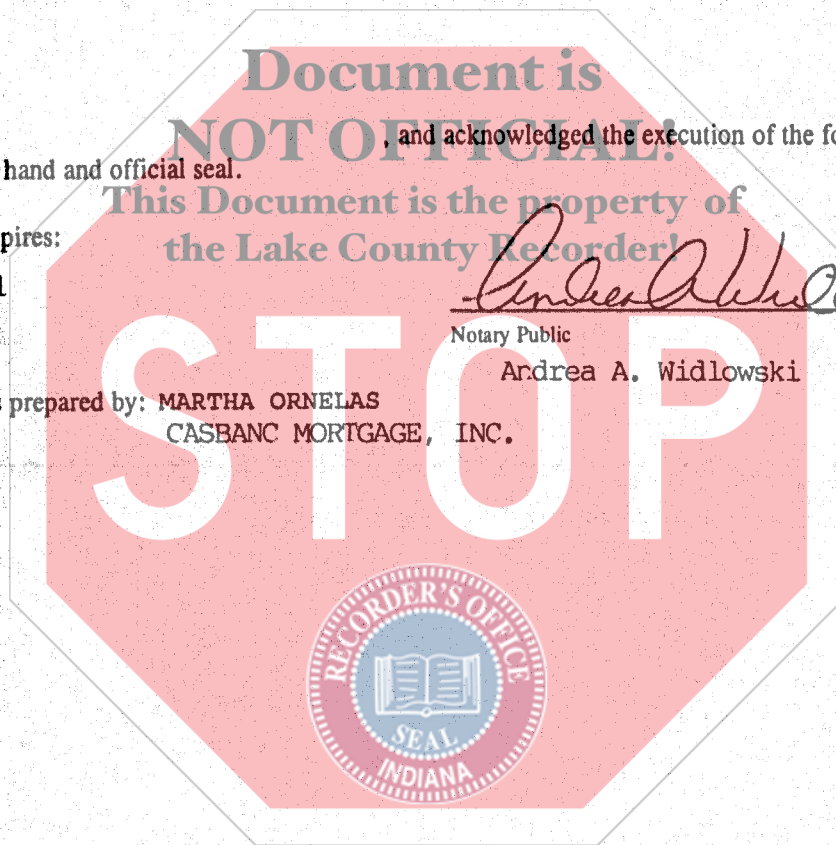 Document is
NOT OFFICIAL!
, and acknowledged the execution of the fo
hand and official seal.
This Document is the property of
the Lake County Recorder!
pires:
Andrea A
Notary Public
Andrea A. Widlowski
s prepared by: MARTHA ORNELAS
CASBANC MORTGAGE, INC.
STOP
RECORDER'S OFFICE
SEAL
INDIANA